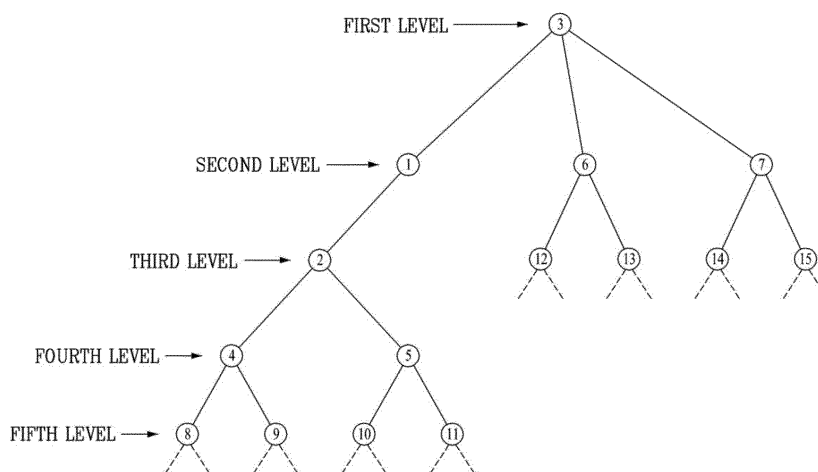 FIRST LEVEL 3
SECOND LEVEL 1 6 7
THIRD LEVEL 2 12 13 14 15
FOURTH LEVEL 4 5
FIFTH LEVEL 8 9 10 11